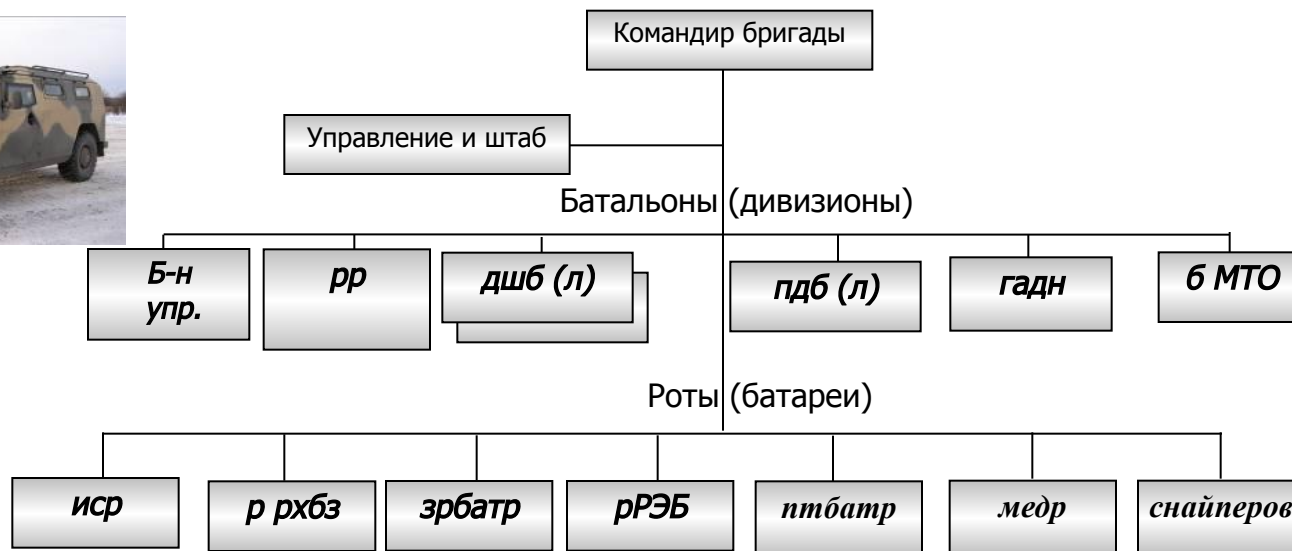 Командир бригады
Управление и штаб
Батальоны (дивизионы)
Б-н
упр.
рр
дшб (л)
пдб (л)
гадн
б МТО
Роты (батареи)
иср
р рхбз
зрбатр
рРЭБ
птбатр
медр
снайперов